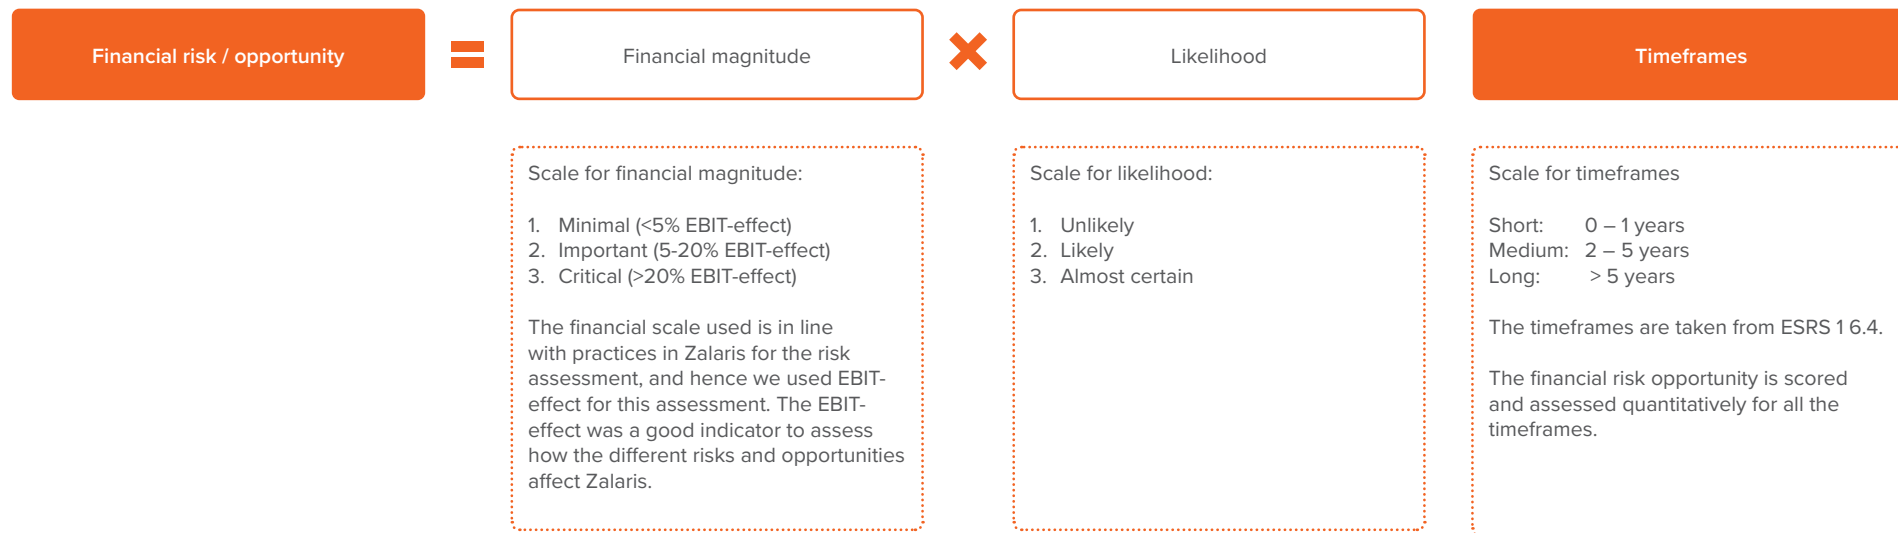 Financial risk / opportunity
=
Financial magnitude
×
Likelihood
Timeframes
Scale for financial magnitude:
1. Minimal (<5% EBIT-effect)
2. Important (5-20% EBIT-effect)
3. Critical (>20% EBIT-effect)
The financial scale used is in line
with practices in Zalaris for the risk
assessment, and hence we used EBIT-
effect for this assessment. The EBIT-
effect was a good indicator to assess
how the different risks and opportunities
affect Zalaris.
Scale for likelihood:
1. Unlikely
2. Likely
3. Almost certain
Scale for timeframes
Short: 0 – 1 years
Medium: 2 – 5 years
Long: > 5 years
The timeframes are taken from ESRS 1 6.4.
The financial risk opportunity is scored
and assessed quantitatively for all the
timeframes.